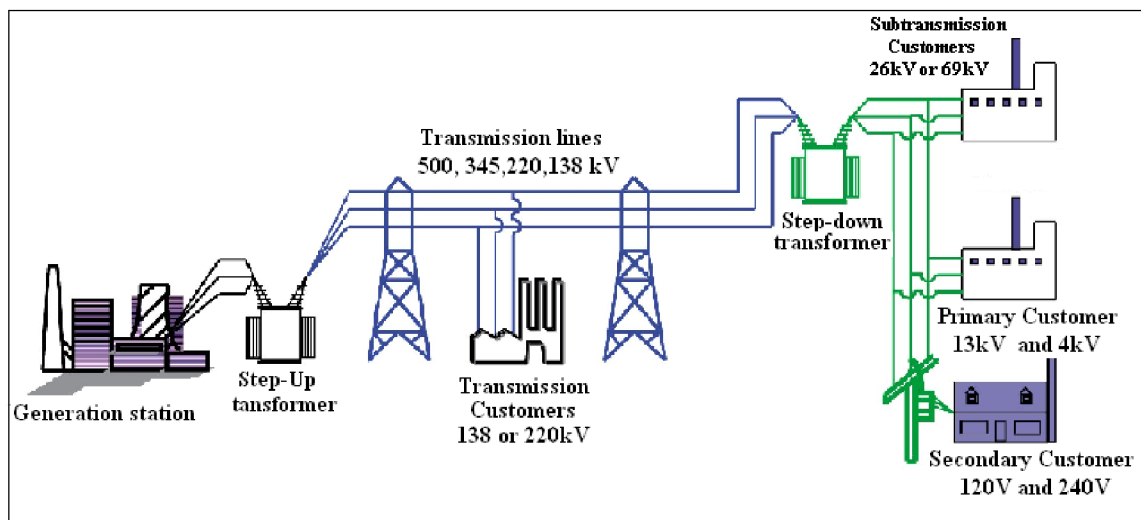 Subtransmission
Customers
26kV or 69kV
Transmission lines
500, 345,220,138 kV
Step-down
transformer
Generation station
Step-Up
tansformer
Transmission
Customers
138 or 220kV
Primary Customer
13kV and 4kV
Secondary Customer
120V and 240V